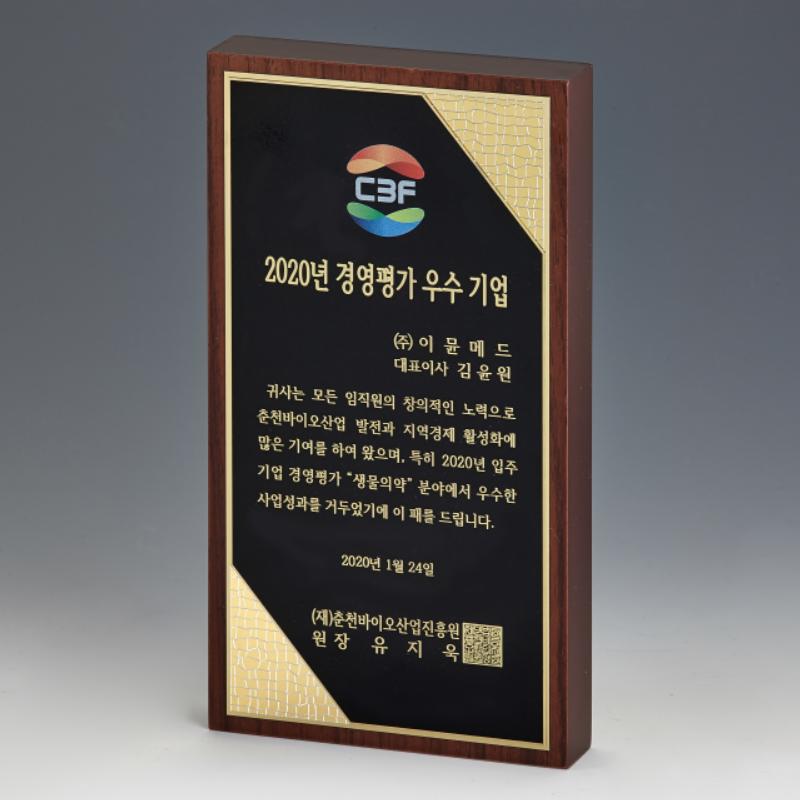 CBF
2020년 경영평가 우수 기업
(주) 이 뮨 메 드
대표이사 김 윤 원
귀사는 모든 임직원의 창의적인 노력으로
춘천바이오산업 발전과 지역경제 활성화에
많은 기여를 하여 왔으며, 특히 2020년 입주
기업 경영평가 “생물의약” 분야에서 우수한
사업성과를 거두었기에 이 패를 드립니다.
2020년 1월 24일
(재)춘천바이오산업진흥원
원 장 유 지 욱